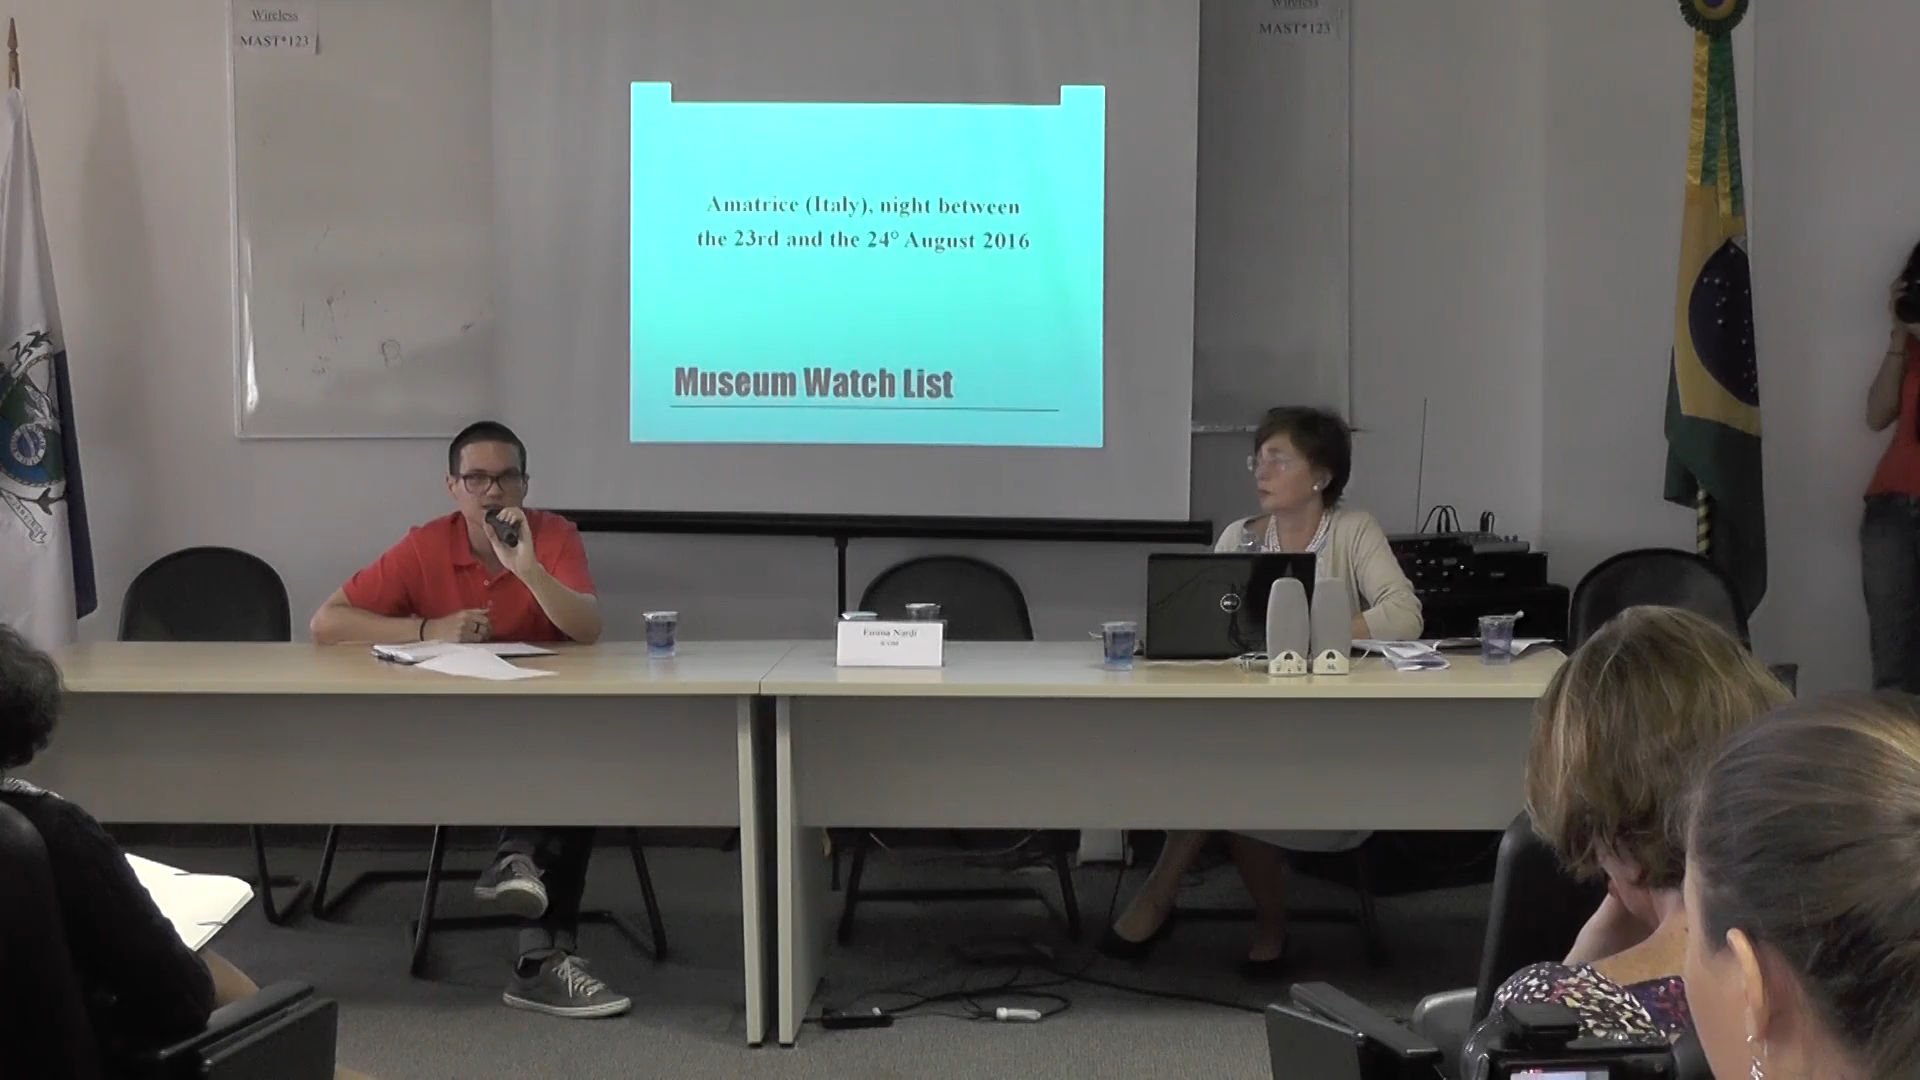 Wireless
MAST*123
Wireless
MAST*123
Amatrice (Italy), night between
the 23rd and the 24° August 2016
Museum Watch List
Emma Nardi
ICOM